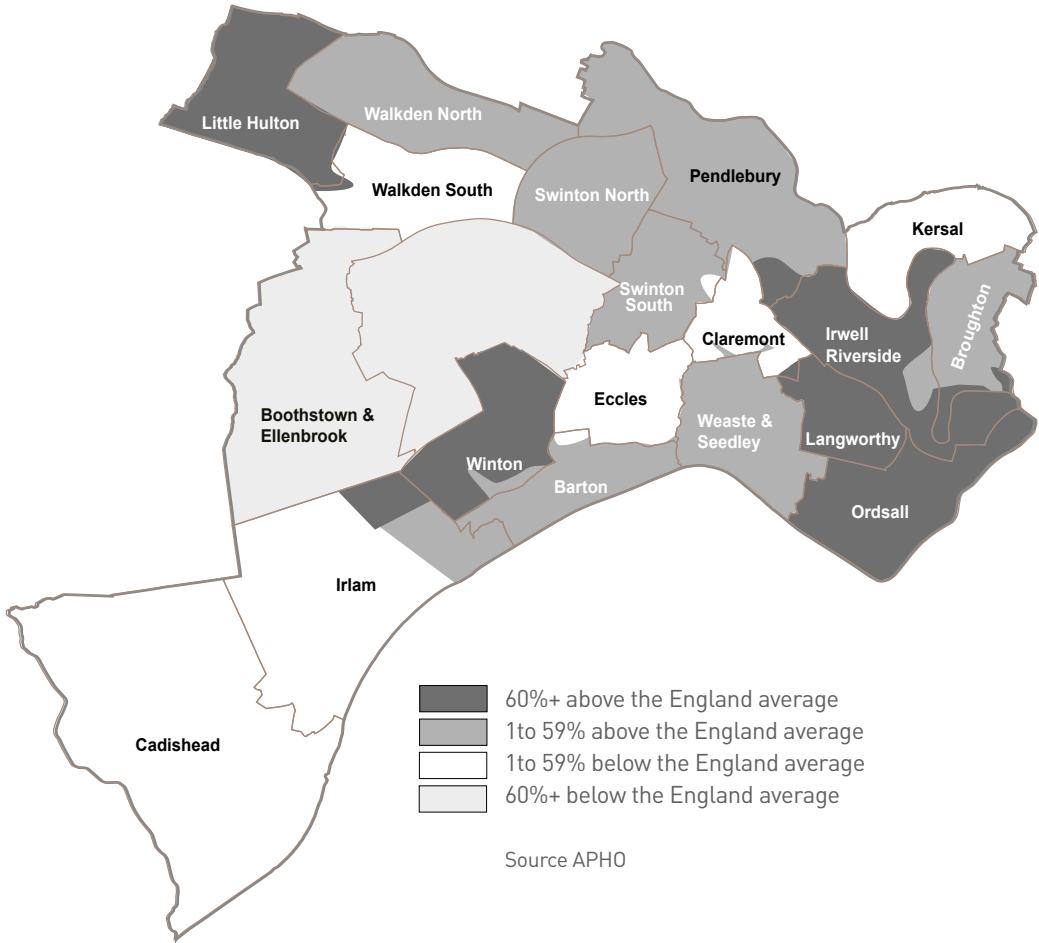 Little Hulton
Walkden North
Walkden South
Swinton North
Pendlebury
Kersal
Swinton
South
Broughton
Claremont
Irwell
Riverside
Eccles
Boothstown &
Ellenbrook
Weaste &
Seedley
Langworthy
Winton
Barton
Ordsall
Irlam
Cadishead
60%+ above the England average
1to 59% above the England average
1to 59% below the England average
60%+ below the England average
Source APHO